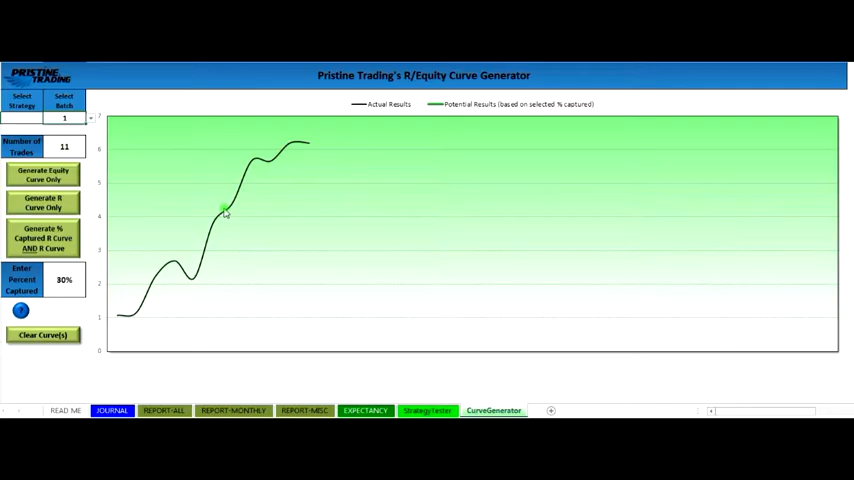 PRISTINE
TRADING
Pristine Trading's R/Equity Curve Generator
Select
Strategy
Select
Batch
1
Number of
Trades
11
Generate Equity
Curve Only
Generate R
Curve Only
Generate %
Captured R Curve
AND R Curve
Enter
Percent
Captured
30%
?
Clear Curve(s)
Actual Results
Potential Results (based on selected % captured)
7
6
5
4
3
2
1
0
READ ME
JOURNAL
REPORT-ALL
REPORT-MONTHLY
REPORT-MISC
EXPECTANCY
StrategyTester
CurveGenerator